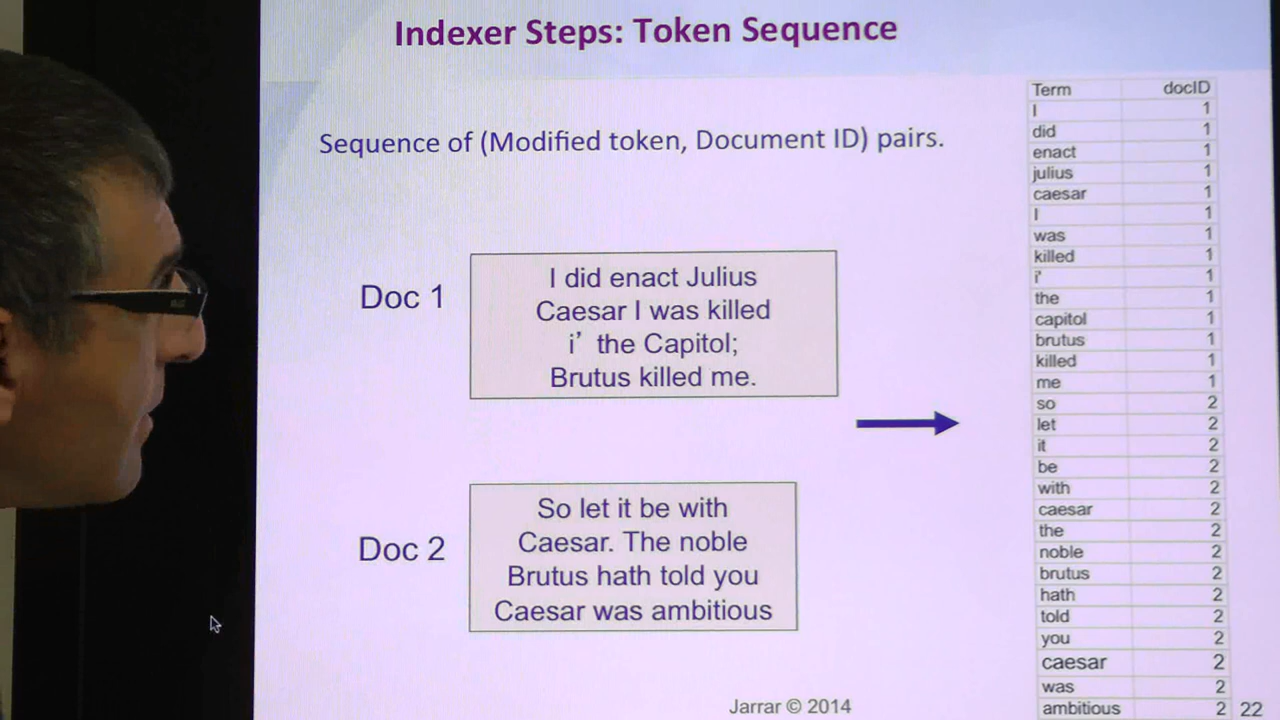 Indexer Steps: Token Sequence
Sequence of (Modified token, Document ID) pairs.
Doc 1
I did enact Julius
Caesar I was killed
i’ the Capitol;
Brutus killed me.
Doc 2
So let it be with
Caesar. The noble
Brutus hath told you
Caesar was ambitious
Term docID
I 1
did 1
enact 1
julius 1
caesar 1
I 1
was 1
killed 1
i' 1
the 1
capitol 1
brutus 1
killed 1
me 1
so 2
let 2
it 2
be 2
with 2
caesar 2
the 2
noble 2
brutus 2
hath 2
told 2
you 2
caesar 2
was 2
ambitious 2
Jarrar © 2014
22